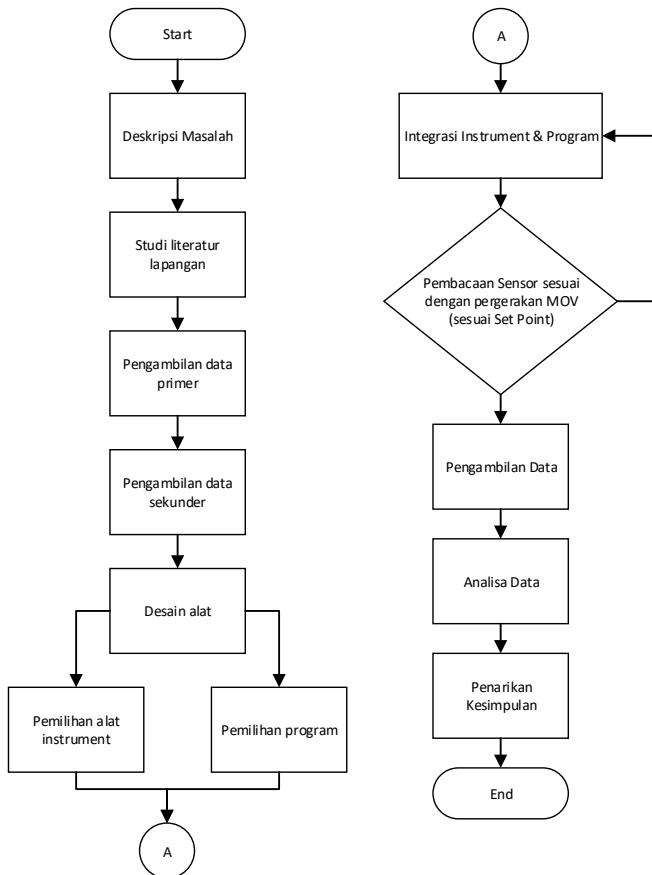 Start
Deskripsi Masalah
Studi literatur
lapangan
Pengambilan data
primer
Pengambilan data
sekunder
Desain alat
Pemilihan alat
instrument
Pemilihan program
A
A
Integrasi Instrument & Program
Pembacaan Sensor sesuai
dengan pergerakan MOV
(sesuai Set Point)
Pengambilan Data
Analisa Data
Penarikan
Kesimpulan
End